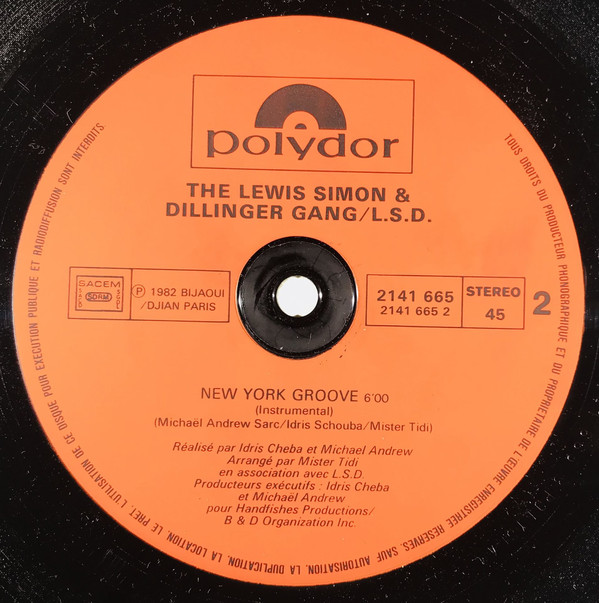 polydor
THE LEWIS SIMON &
DILLINGER GANG/L.S.D.
SACEM
SACD
SDRM
SGDL
Ⓟ 1982 BIJAOUI
/DJIAN PARIS
2141 665
2141 665 2
STEREO
45
2
NEW YORK GROOVE 6'00
(Instrumental)
(Michaël Andrew Sarc/Idris Schouba/Mister Tidi)
Réalisé par Idris Cheba et Michael Andrew
Arrangé par Mister Tidi
en association avec L.S.D.
Producteurs exécutifs : Idris Cheba
et Michaël Andrew
pour Handfishes Productions/
B & D Organization Inc.
TOUS DROITS DU PRODUCTEUR PHONOGRAPHIQUE ET DU PROPRIETAIRE DE L'ŒUVRE ENREGISTREE RESERVES. SAUF AUTORISATION, LA DUPLICATION, LA LOCATION, LE PRET, L'UTILISATION DE CE DISQUE POUR EXECUTION PUBLIQUE ET RADIODIFFUSION SONT INTERDITS